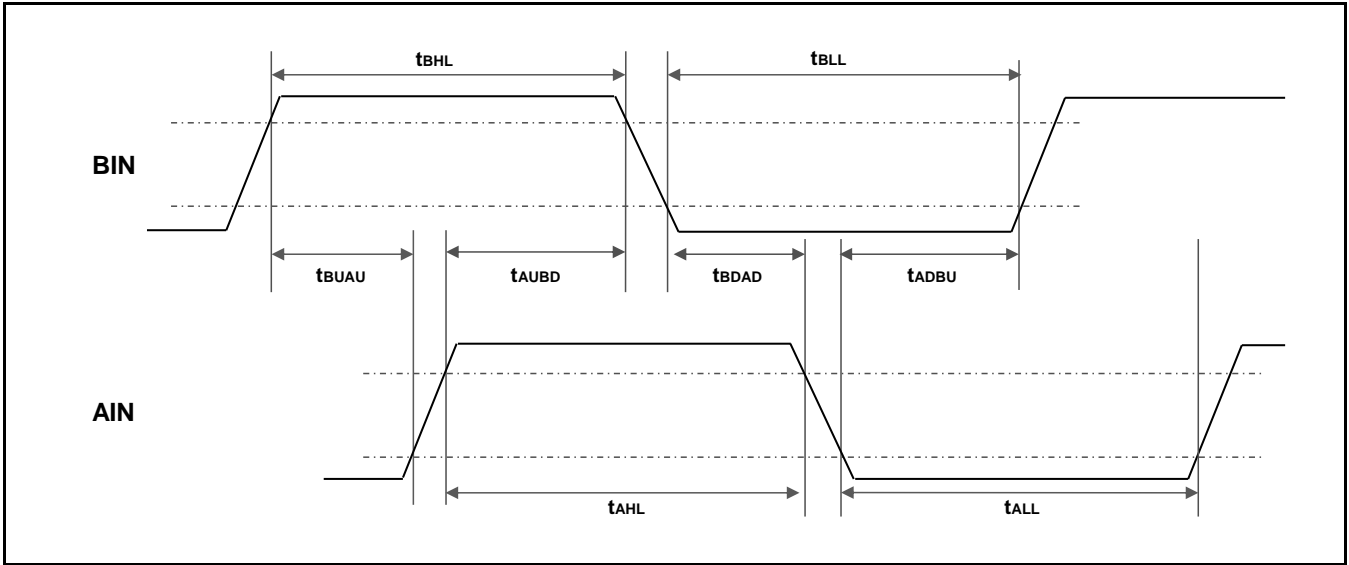 tBHL
tBLL
BIN
tBUAU
tAUBD
tBDAD
tADBU
AIN
tAHL
tALL